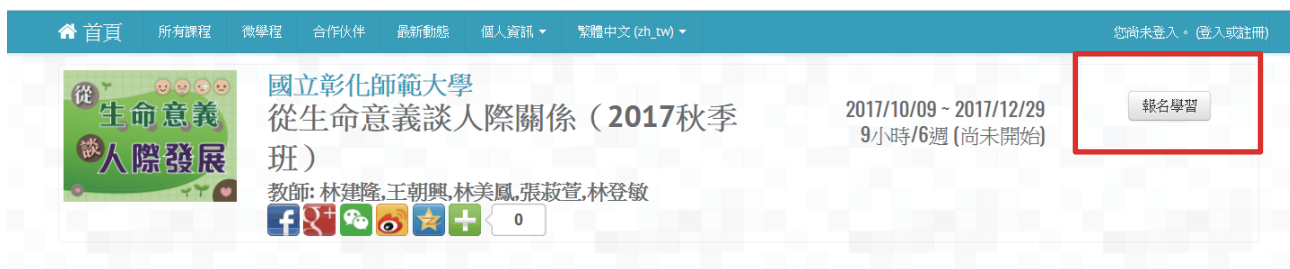 首頁 所有課程 微學程 合作伙伴 最新動態 個人資訊 繁體中文 (zh_tw) 您尚未登入。(登入或註冊)
從
生命意義
談
人際發展
國立彰化師範大學
從生命意義談人際關係（2017秋季
班）
教師: 林建隆,王朝興,林美鳳,張菽萱,林登敏
0
2017/10/09 ~ 2017/12/29
9小時/6週 (尚未開始)
報名學習